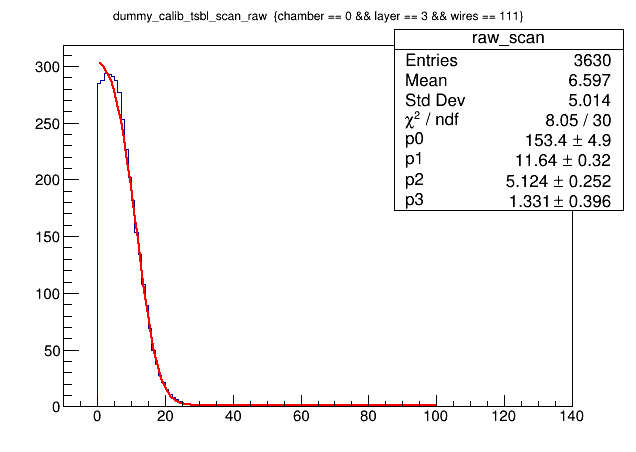 dummy_calib_tsbl_scan_raw {chamber == 0 && layer == 3 && wires == 111}
raw_scan
Entries 3630
Mean 6.597
Std Dev 5.014
χ² / ndf 8.05 / 30
p0 153.4 ± 4.9
p1 11.64 ± 0.32
p2 5.124 ± 0.252
p3 1.331 ± 0.396
300
250
200
150
100
50
0
0 20 40 60 80 100 120 140